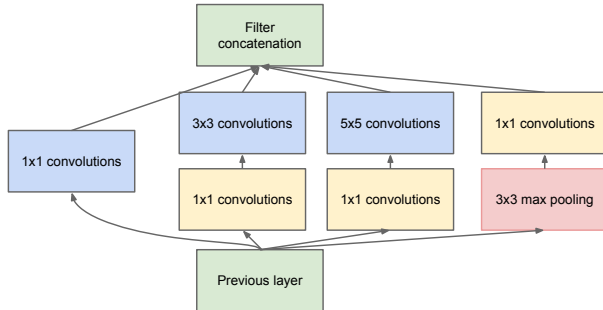 Filter
concatenation
3x3 convolutions
5x5 convolutions
1x1 convolutions
1x1 convolutions
1x1 convolutions
1x1 convolutions
3x3 max pooling
Previous layer